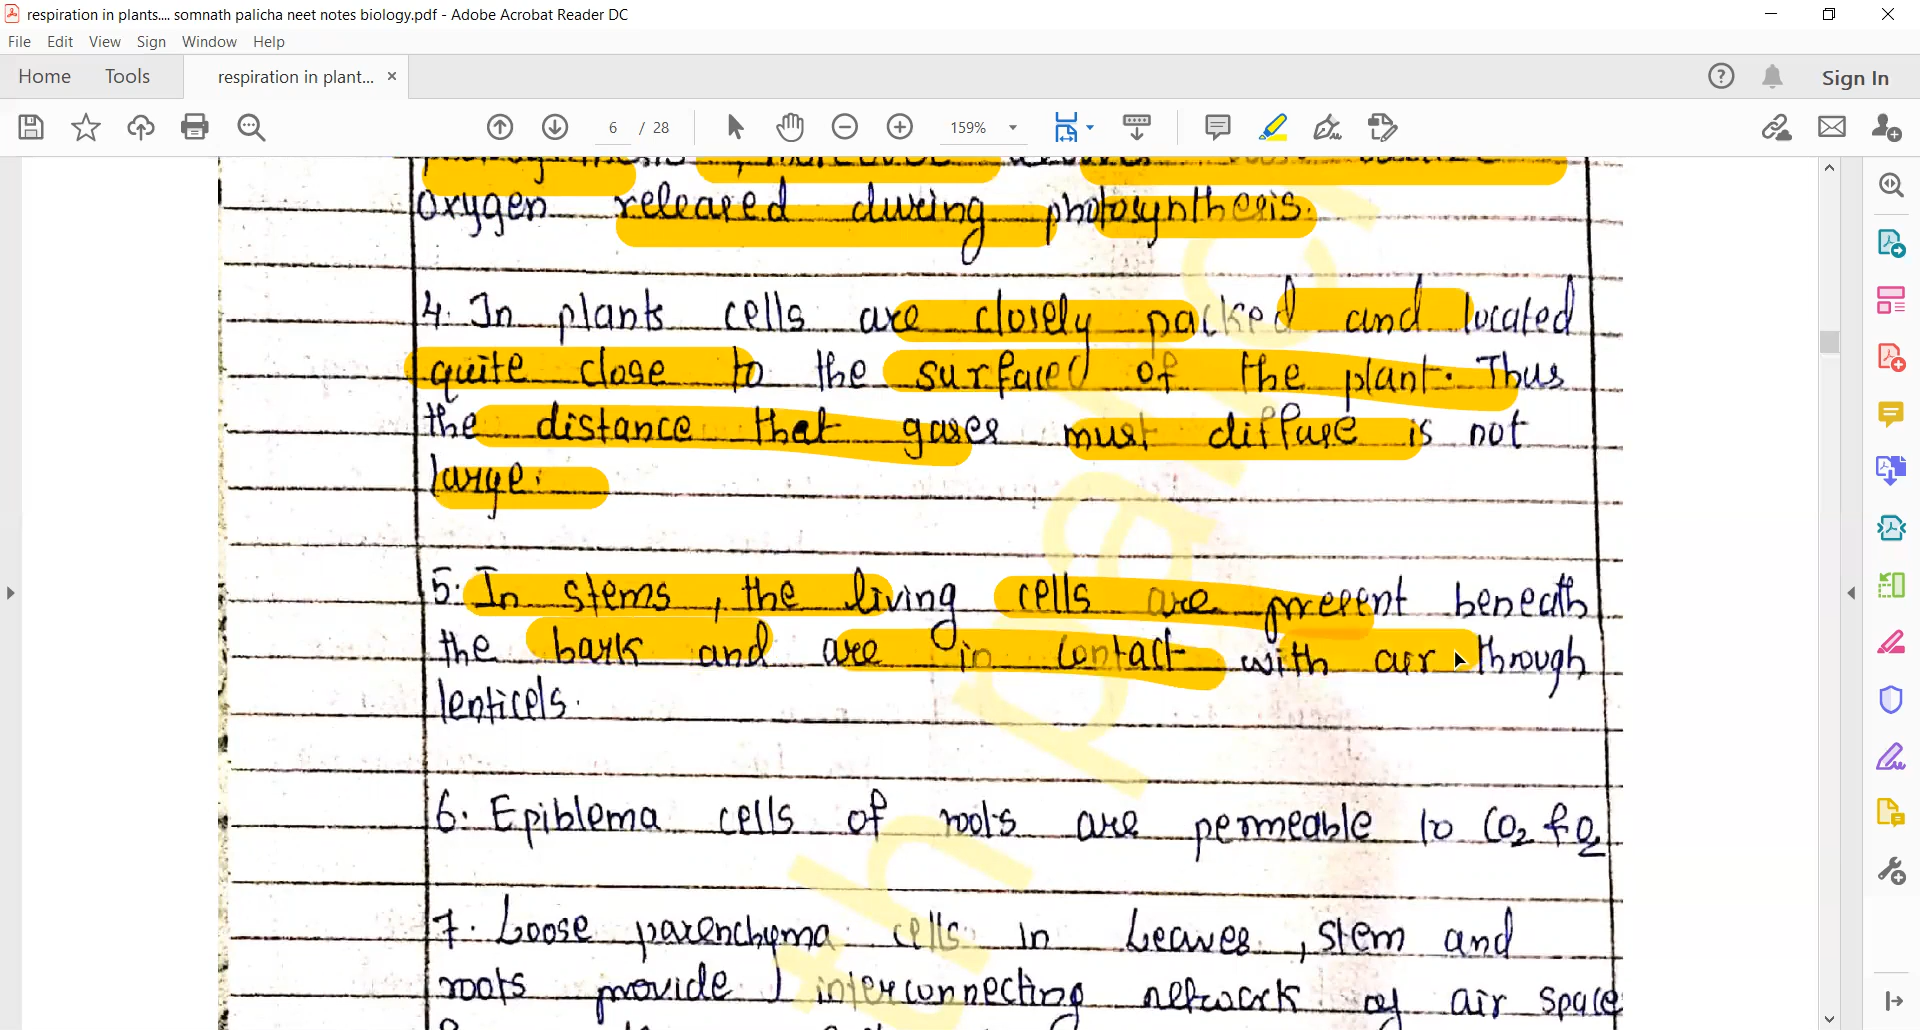 respiration in plants.... somnath palicha neet notes biology.pdf - Adobe Acrobat Reader DC
File Edit View Sign Window Help
Home Tools respiration in plant... × Sign In
6 / 28 159%
oxygen released during photosynthesis.
4. In plants cells are closely packed and located
quite close to the surfaced of the plant. Thus
the distance that gases must diffuse is not
large.
5. In stems, the living cells are present beneath
the bark and are in contact with air through
lenticels.
6. Epiblema cells of roots are permeable to CO2 & O2
7. Loose parenchyma cells in leaves, stem and
roots provide interconnecting network of air space